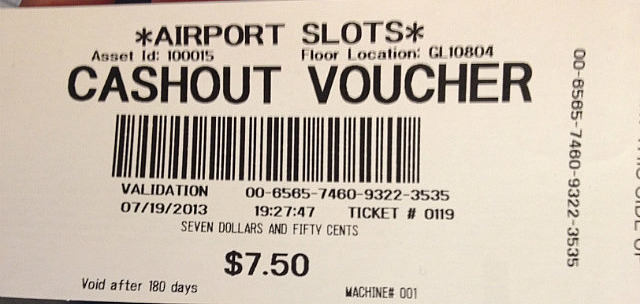 *AIRPORT SLOTS*
Asset Id: 100015 Floor Location: GL10804
CASHOUT VOUCHER
VALIDATION 00-6565-7460-9322-3535
07/19/2013 19:27:47 TICKET # 0119
SEVEN DOLLARS AND FIFTY CENTS
$7.50
Void after 180 days MACHINE# 001
00-6565-7460-9322-3535